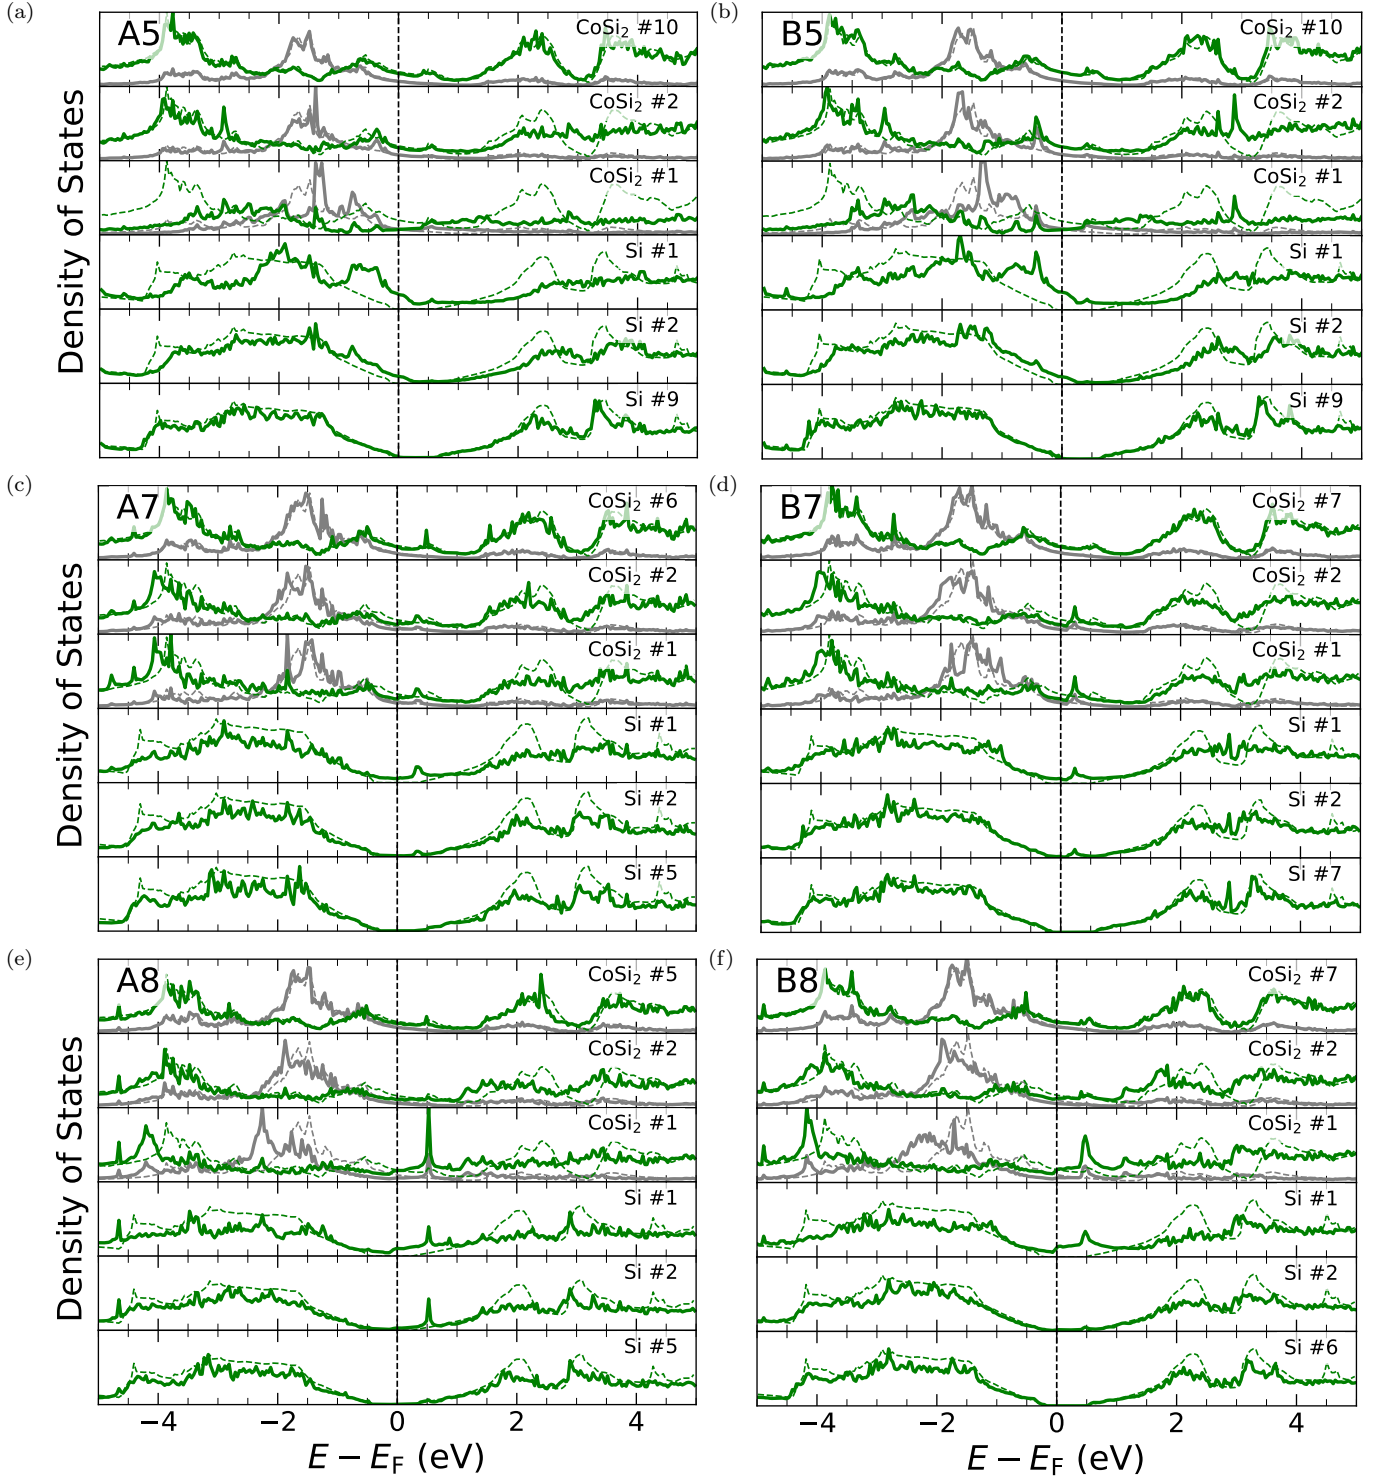 (a)
A5
CoSi2 #10
CoSi2 #2
CoSi2 #1
Si #1
Si #2
Si #9
Density of States
(b)
B5
CoSi2 #10
CoSi2 #2
CoSi2 #1
Si #1
Si #2
Si #9
(c)
A7
CoSi2 #6
CoSi2 #2
CoSi2 #1
Si #1
Si #2
Si #5
Density of States
(d)
B7
CoSi2 #7
CoSi2 #2
CoSi2 #1
Si #1
Si #2
Si #7
(e)
A8
CoSi2 #5
CoSi2 #2
CoSi2 #1
Si #1
Si #2
Si #5
Density of States
−4 −2 0 2 4
E − EF (eV)
(f)
B8
CoSi2 #7
CoSi2 #2
CoSi2 #1
Si #1
Si #2
Si #6
−4 −2 0 2 4
E − EF (eV)